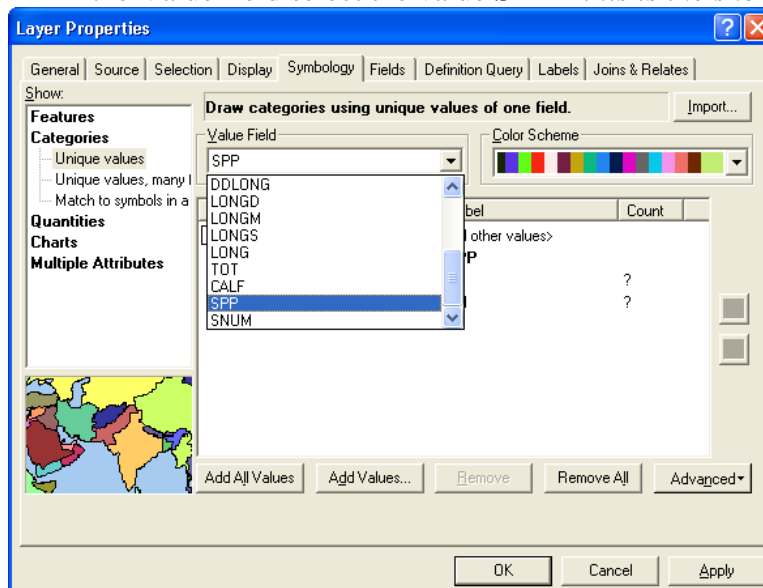 Layer Properties
General Source Selection Display Symbology Fields Definition Query Labels Joins & Relates
Show:
Features
Categories
Unique values
Unique values, many
Match to symbols in a
Quantities
Charts
Multiple Attributes
Draw categories using unique values of one field.
Import...
Value Field
SPP
Color Scheme
DDLONG
LONGD
LONGM
LONGS
LONG
TOT
CALF
SPP
SNUM
bel Count
other values>
?
?
Add All Values Add Values... Remove Remove All Advanced
OK Cancel Apply